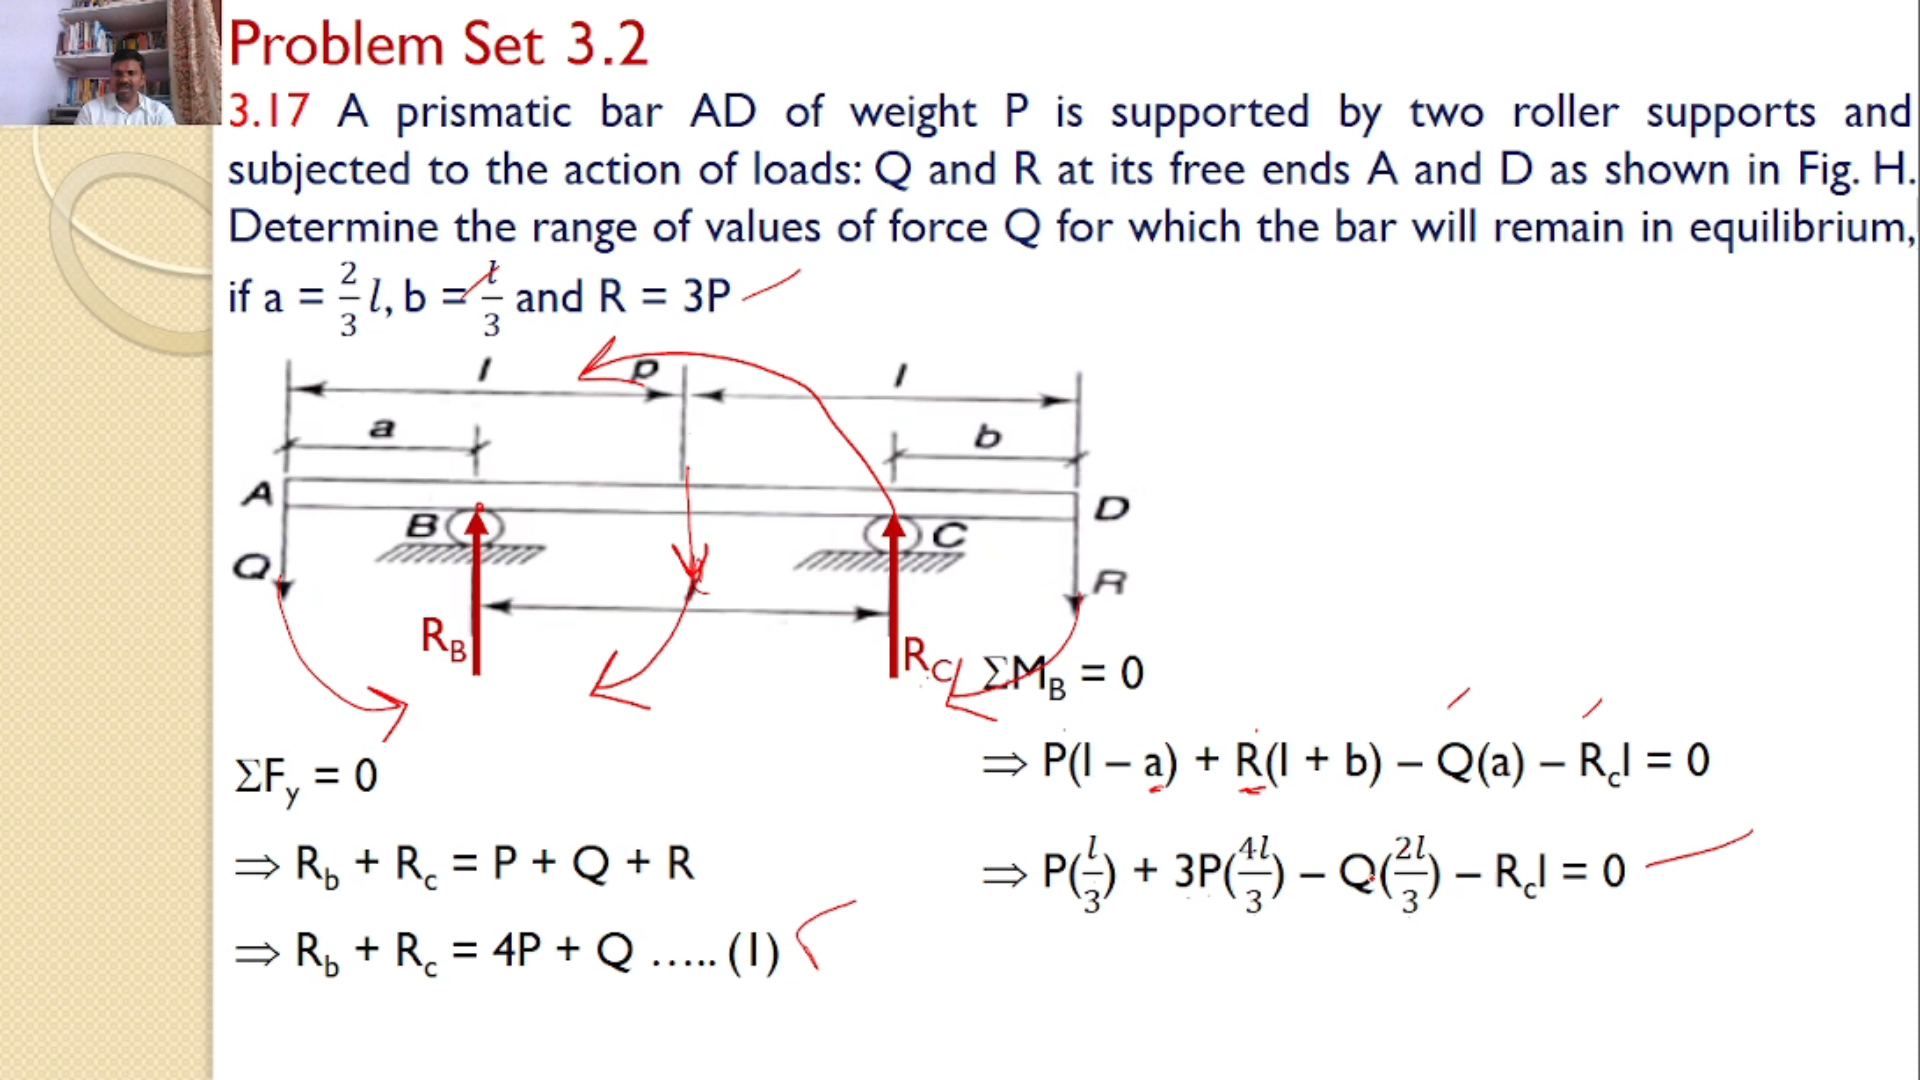 Problem Set 3.2
3.17 A prismatic bar AD of weight P is supported by two roller supports and
subjected to the action of loads: Q and R at its free ends A and D as shown in Fig. H.
Determine the range of values of force Q for which the bar will remain in equilibrium,
if a = 2/3 l, b = l/3 and R = 3P
l P l
a b
A D
B C
Q R
R_B R_C
ΣM_B = 0
⇒ P(l – a) + R(l + b) – Q(a) – R_c l = 0
⇒ P(l/3) + 3P(4l/3) – Q(2l/3) – R_c l = 0
ΣF_y = 0
⇒ R_b + R_c = P + Q + R
⇒ R_b + R_c = 4P + Q ..... (1)